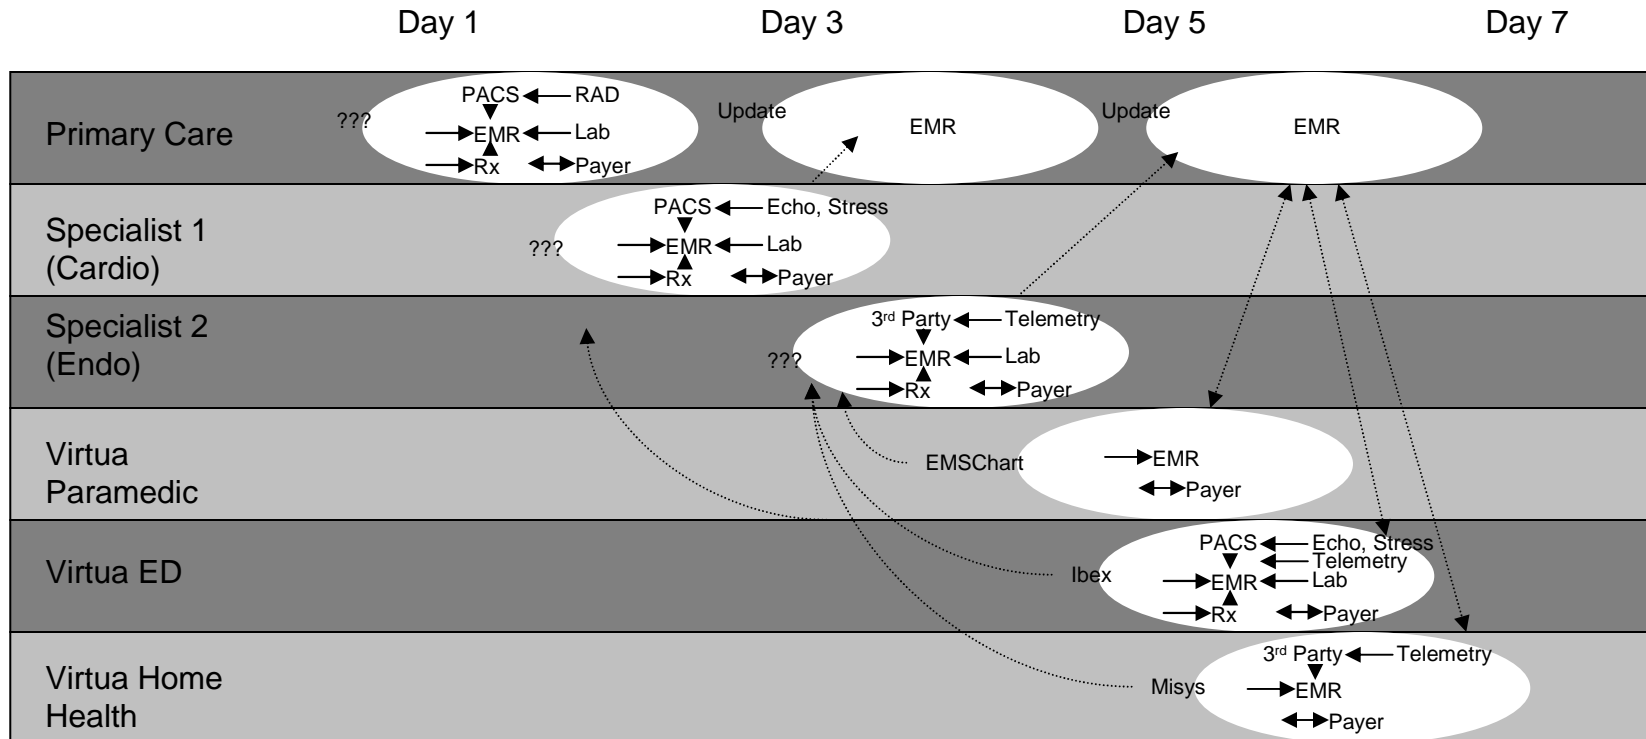 Day 1
Day 3
Day 5
Day 7
Primary Care
???
PACS
RAD
EMR
Lab
Rx
Payer
Update
EMR
Update
EMR
Specialist 1
(Cardio)
???
PACS
Echo, Stress
EMR
Lab
Rx
Payer
Specialist 2
(Endo)
???
3rd Party
Telemetry
EMR
Lab
Rx
Payer
Virtua
Paramedic
EMSChart
EMR
Payer
Virtua ED
Ibex
PACS
Echo, Stress
Telemetry
EMR
Lab
Rx
Payer
Virtua Home
Health
Misys
3rd Party
Telemetry
EMR
Payer